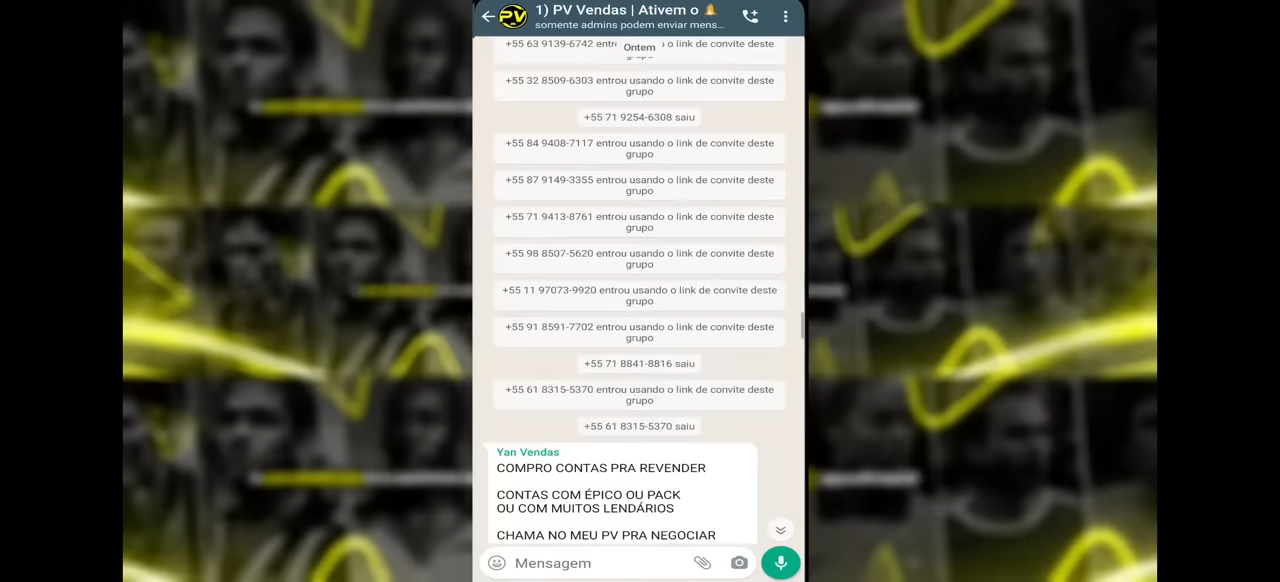 PV
1) PV Vendas | Ativem o 🔔
somente admins podem enviar mens...
+55 63 9139-6742 entr
Ontem
o link de convite deste
+55 32 8509-6303 entrou usando o link de convite deste
grupo
+55 71 9254-6308 saiu
+55 84 9408-7117 entrou usando o link de convite deste
grupo
+55 87 9149-3355 entrou usando o link de convite deste
grupo
+55 71 9413-8761 entrou usando o link de convite deste
grupo
+55 98 8507-5620 entrou usando o link de convite deste
grupo
+55 11 97073-9920 entrou usando o link de convite deste
grupo
+55 91 8591-7702 entrou usando o link de convite deste
grupo
+55 71 8841-8816 saiu
+55 61 8315-5370 entrou usando o link de convite deste
grupo
+55 61 8315-5370 saiu
Yan Vendas
COMPRO CONTAS PRA REVENDER
CONTAS COM ÉPICO OU PACK
OU COM MUITOS LENDÁRIOS
CHAMA NO MEU PV PRA NEGOCIAR
Mensagem